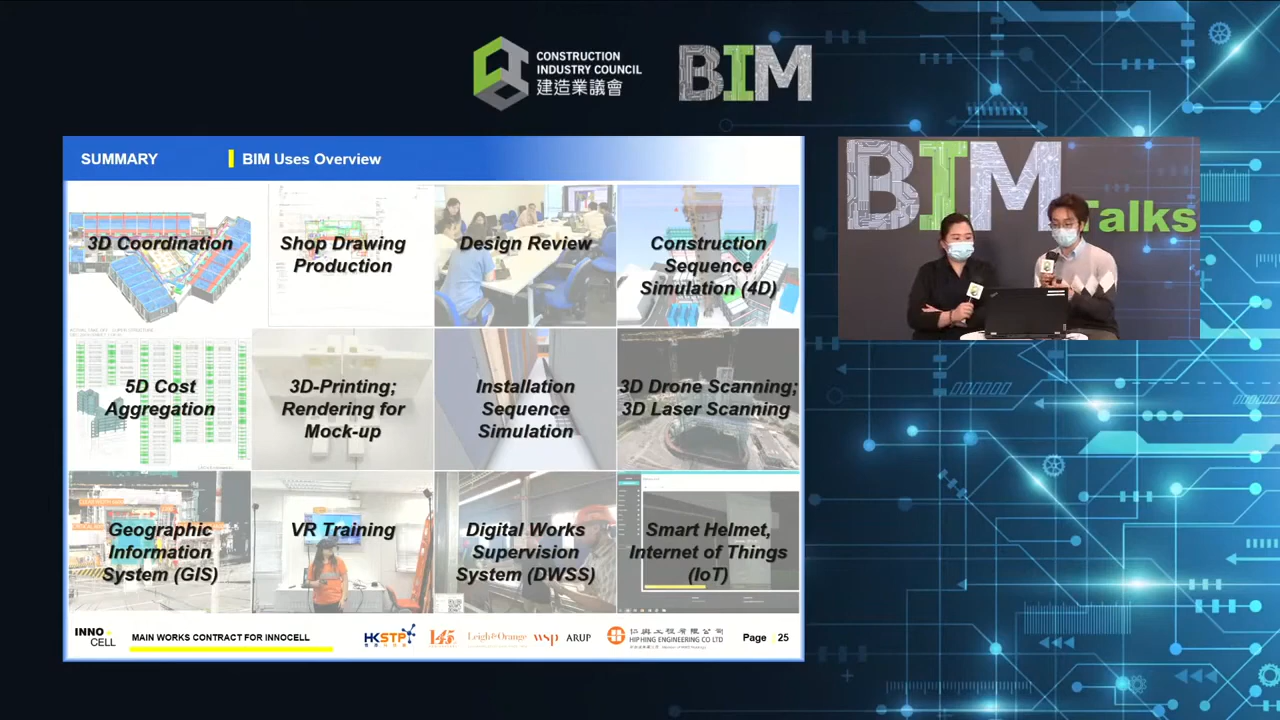 CONSTRUCTION
INDUSTRY COUNCIL
建造業議會
BIM
SUMMARY
BIM Uses Overview
BIM
Talks
3D Coordination
Shop Drawing
Production
Design Review
Construction
Sequence
Simulation (4D)
5D Cost
Aggregation
3D-Printing;
Rendering for
Mock-up
Installation
Sequence
Simulation
3D Drone Scanning;
3D Laser Scanning
Geographic
Information
System (GIS)
VR Training
Digital Works
Supervision
System (DWSS)
Smart Helmet,
Internet of Things
(IoT)
INNO
CELL
MAIN WORKS CONTRACT FOR INNOCELL
HKSTP
Leigh&Orange
wsp
ARUP
HIP HING ENGINEERING CO LTD
Page 25